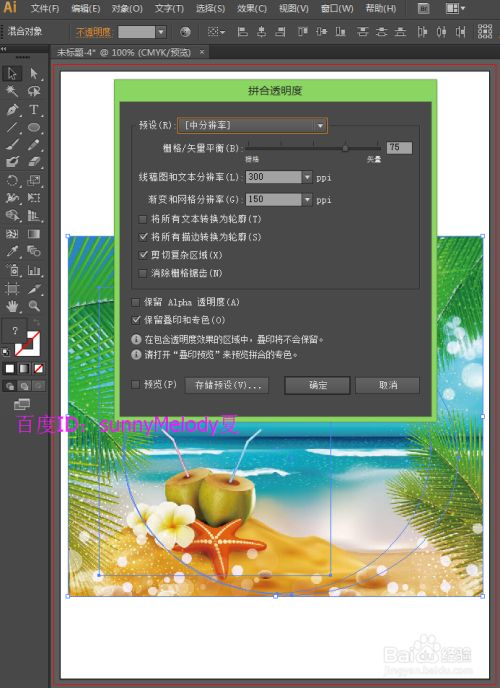 Ai 文件(F) 编辑(E) 对象(O) 文字(T) 选择(S) 效果(C) 视图(V) 窗口(W) 帮助(H) Br
混合对象 不透明度
未标题-4* @ 100% (CMYK/预览) ×
拼合透明度
预设(R): [中分辨率]
栅格/矢量平衡(B): 75
栅格 矢量
线稿图和文本分辨率(L): 300 ppi
渐变和网格分辨率(G): 150 ppi
将所有文本转换为轮廓(T)
将所有描边转换为轮廓(S)
剪切复杂区域(X)
消除栅格锯齿(N)
保留 Alpha 透明度(A)
保留叠印和专色(O)
在包含透明度效果的区域中，叠印将不会保留。
请打开“叠印预览”来预览拼合的专色。
预览(P) 存储预设(V)... 确定 取消
百度ID：sunnyMelody夏
Baidu 经验
jingyan.baidu.com